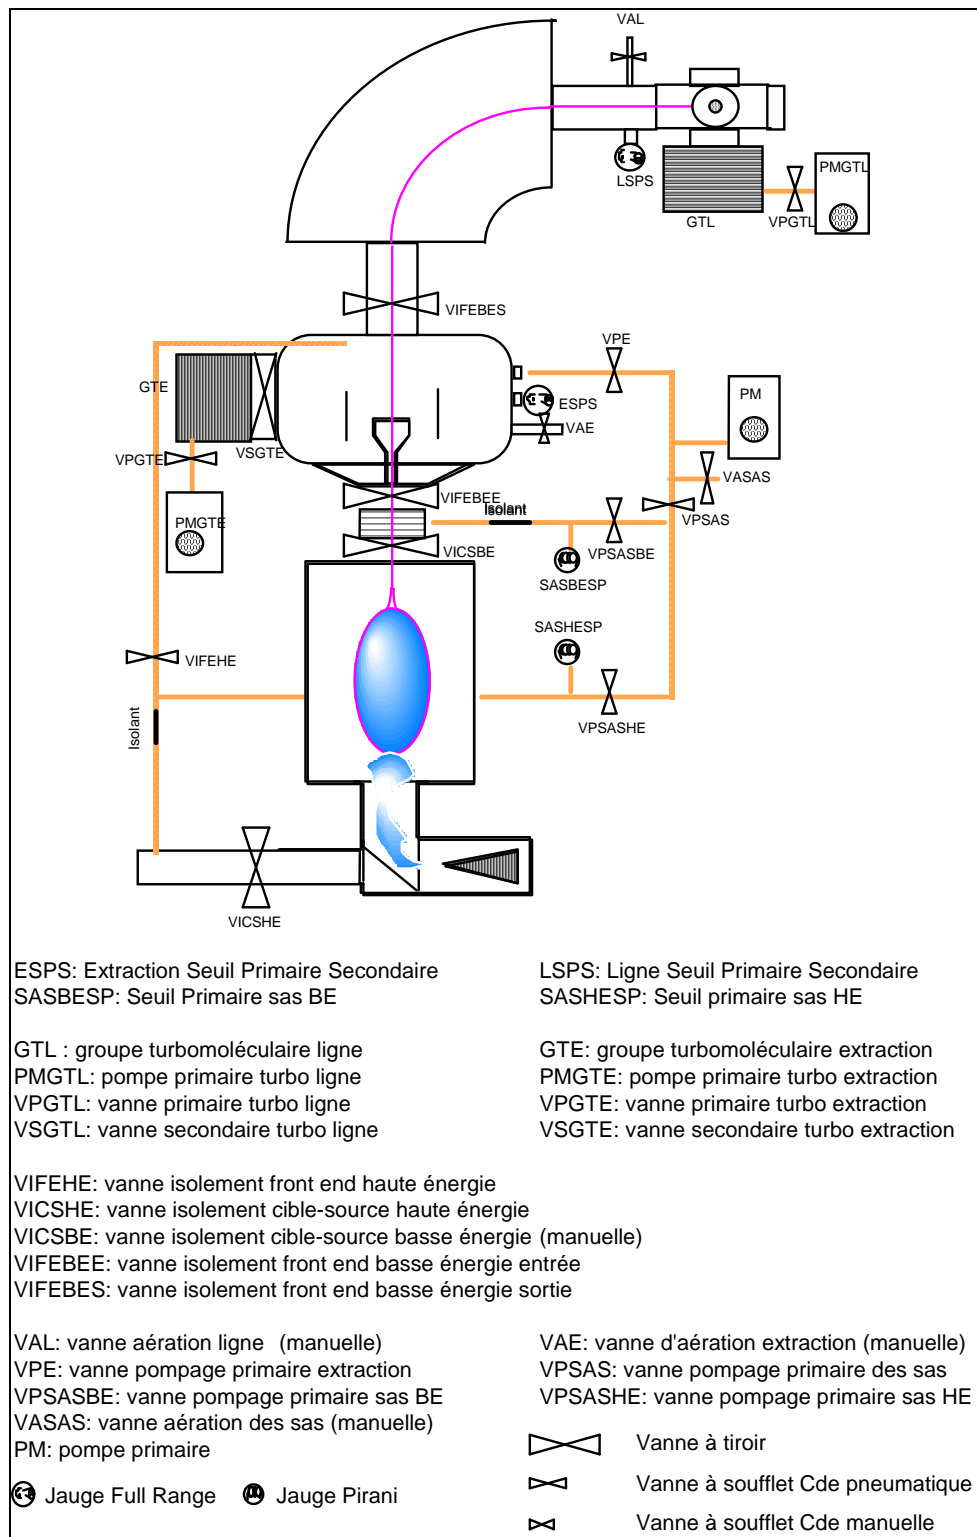 VAL
LSPS
PMGTL
GTL
VPGTL
VIFEBES
VPE
GTE
ESPS
PM
VAE
VSGTE
VPGTE
VASAS
VIFEBEE
Isolant
PMGTE
VPSAS
VICSBE
VPSASBE
SASBESP
SASHESP
VIFEHE
Isolant
VPSASHE
VICSHE
ESPS: Extraction Seuil Primaire Secondaire
LSPS: Ligne Seuil Primaire Secondaire
SASBESP: Seuil Primaire sas BE
SASHESP: Seuil primaire sas HE
GTL : groupe turbomoléculaire ligne
GTE: groupe turbomoléculaire extraction
PMGTL: pompe primaire turbo ligne
PMGTE: pompe primaire turbo extraction
VPGTL: vanne primaire turbo ligne
VPGTE: vanne primaire turbo extraction
VSGTL: vanne secondaire turbo ligne
VSGTE: vanne secondaire turbo extraction
VIFEHE: vanne isolement front end haute énergie
VICSHE: vanne isolement cible-source haute énergie
VICSBE: vanne isolement cible-source basse énergie (manuelle)
VIFEBEE: vanne isolement front end basse énergie entrée
VIFEBES: vanne isolement front end basse énergie sortie
VAL: vanne aération ligne (manuelle)
VAE: vanne d'aération extraction (manuelle)
VPE: vanne pompage primaire extraction
VPSAS: vanne pompage primaire des sas
VPSASBE: vanne pompage primaire sas BE
VPSASHE: vanne pompage primaire sas HE
VASAS: vanne aération des sas (manuelle)
PM: pompe primaire
Vanne à tiroir
Jauge Full Range
Jauge Pirani
Vanne à soufflet Cde pneumatique
Vanne à soufflet Cde manuelle